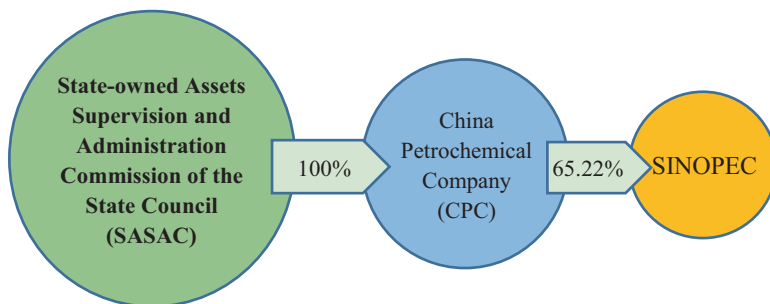 State-owned Assets
Supervision and
Administration
Commission of the
State Council
(SASAC)
100%
China
Petrochemical
Company
(CPC)
65.22%
SINOPEC